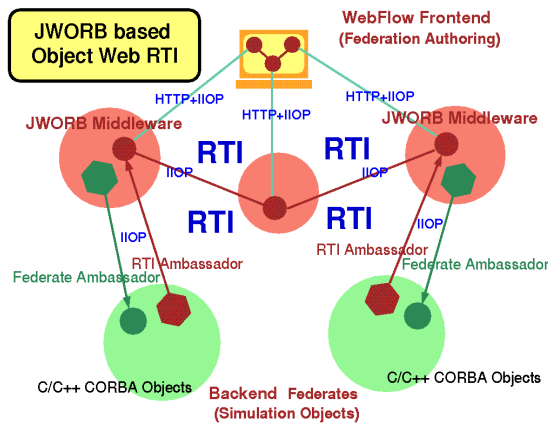 JWORB based
Object Web RTI
WebFlow Frontend
(Federation Authoring)
HTTP+IIOP
HTTP+IIOP
HTTP+IIOP
JWORB Middleware
JWORB Middleware
RTI
RTI
IIOP
IIOP
RTI
RTI
IIOP
IIOP
RTI Ambassador
RTI Ambassador
Federate Ambassador
Federate Ambassador
C/C++ CORBA Objects
C/C++ CORBA Objects
Backend Federates
(Simulation Objects)